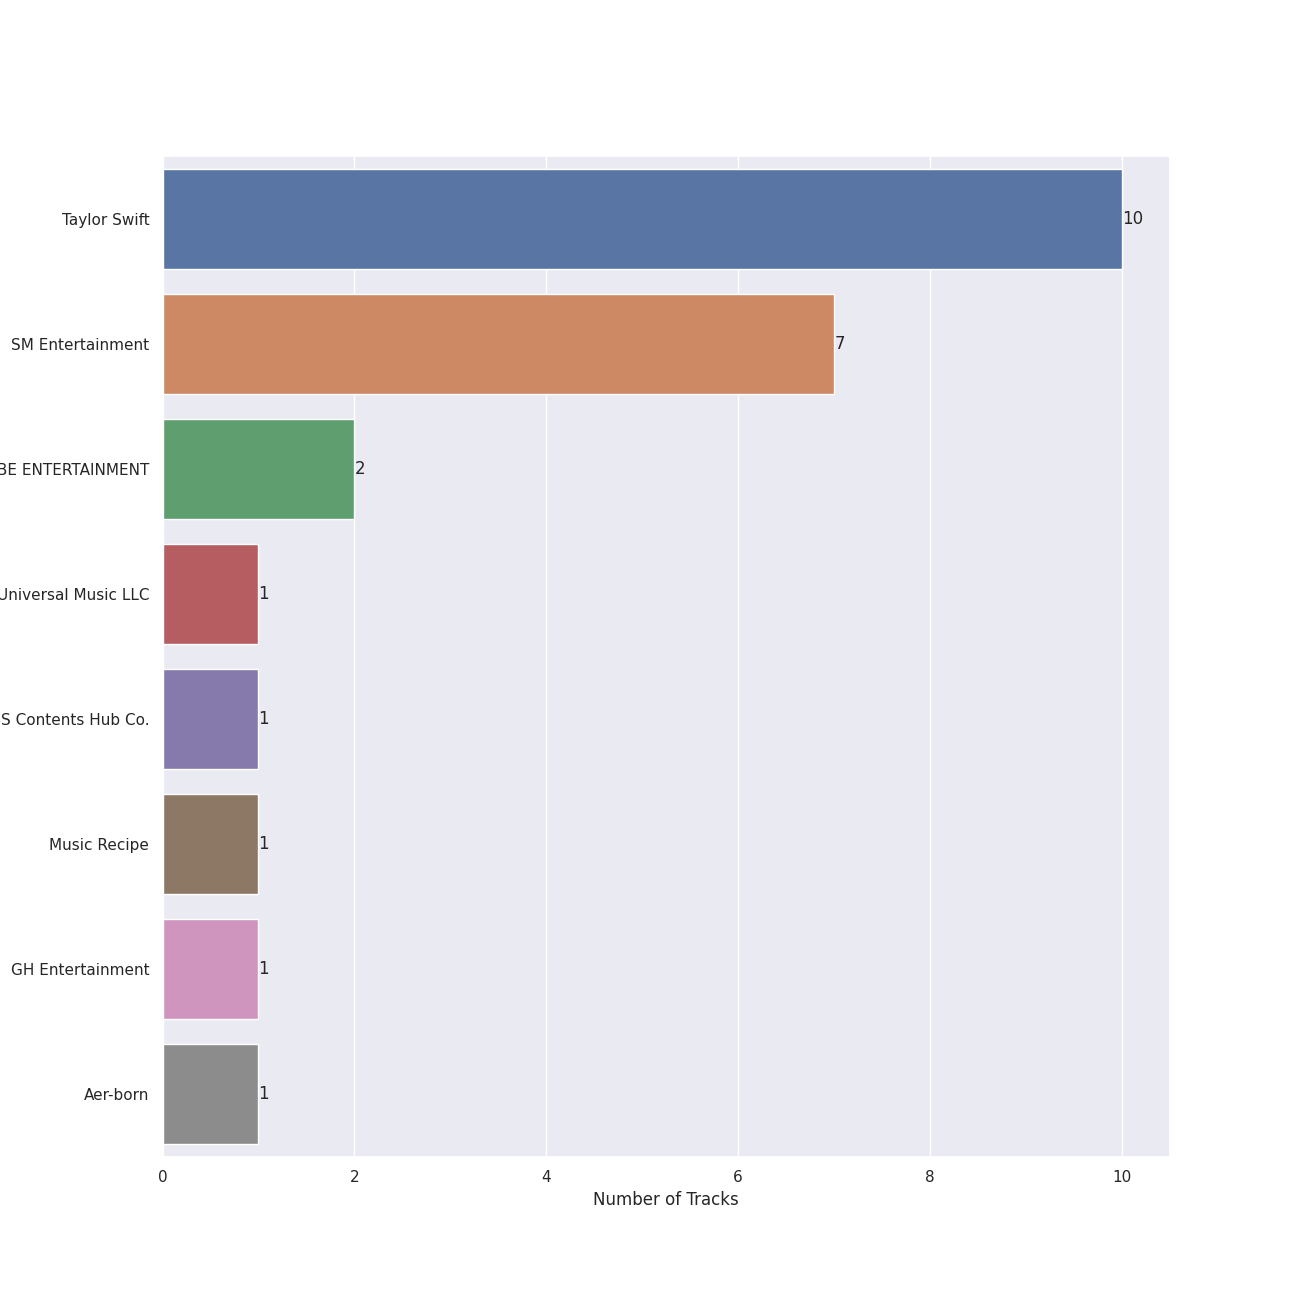 Taylor Swift
10
SM Entertainment
7
BE ENTERTAINMENT
2
Universal Music LLC
1
S Contents Hub Co.
1
Music Recipe
1
GH Entertainment
1
Aer-born
1
0 2 4 6 8 10
Number of Tracks